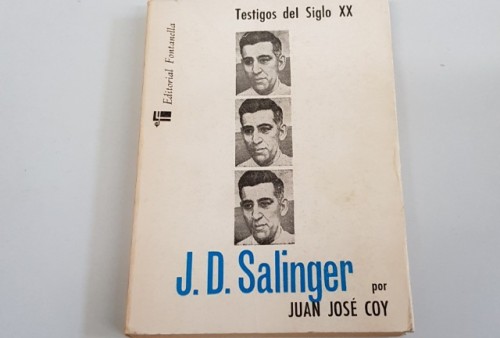 Testigos del Siglo XX
Editorial Fontanella
J. D. Salinger
por
JUAN JOSÉ COY